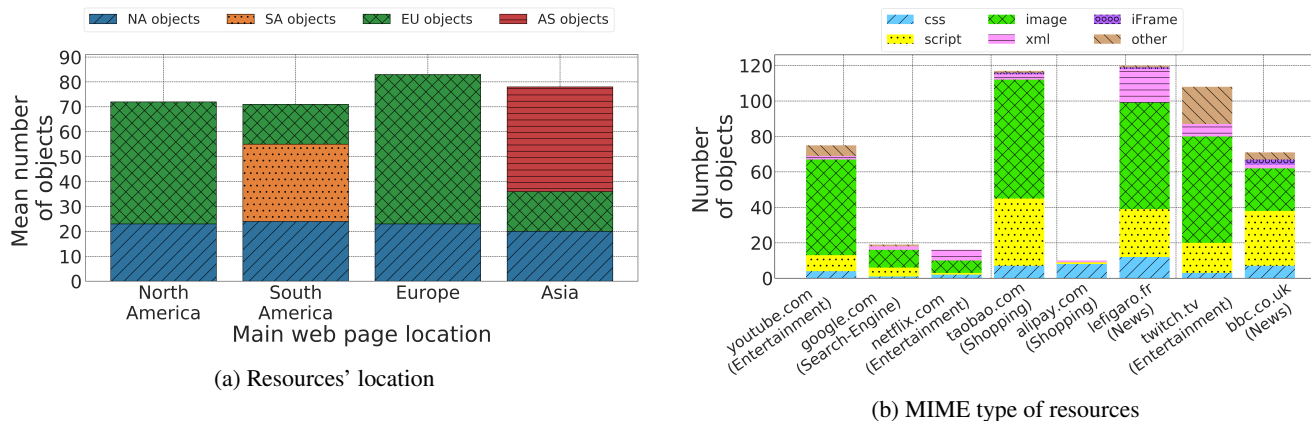 NA objects SA objects EU objects AS objects
90
80
70
60
50
40
30
20
10
0
Mean number
of objects
North
America
South
America
Europe
Asia
Main web page location
(a) Resources' location
css image iFrame
script xml other
120
100
80
60
40
20
0
Number
of objects
youtube.com
(Entertainment)
google.com
(Search-Engine)
netflix.com
(Entertainment)
taobao.com
(Shopping)
alipay.com
(Shopping)
lefigaro.fr
(News)
twitch.tv
(Entertainment)
bbc.co.uk
(News)
(b) MIME type of resources